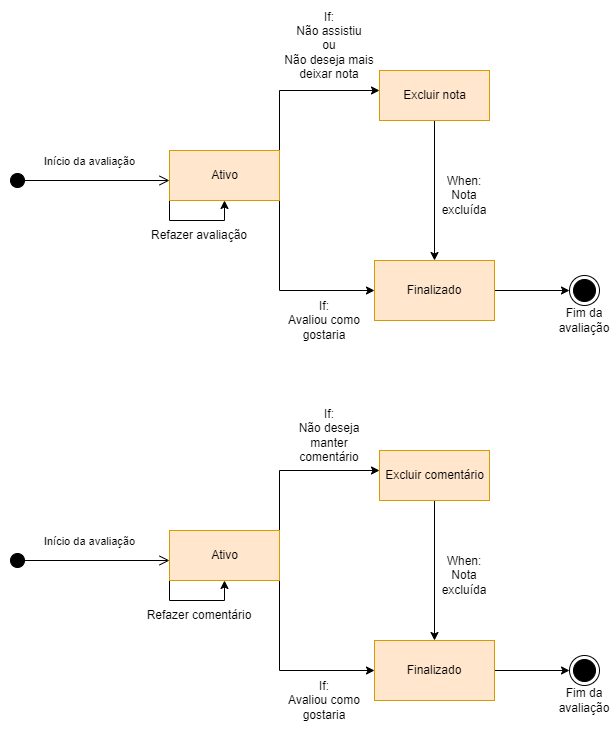 If:
Não assistiu
ou
Não deseja mais
deixar nota
Excluir nota
Início da avaliação
Ativo
When:
Nota
excluída
Refazer avaliação
Finalizado
If:
Avaliou como
gostaria
Fim da
avaliação
If:
Não deseja
manter
comentário
Excluir comentário
Início da avaliação
Ativo
When:
Nota
excluída
Refazer comentário
Finalizado
If:
Avaliou como
gostaria
Fim da
avaliação